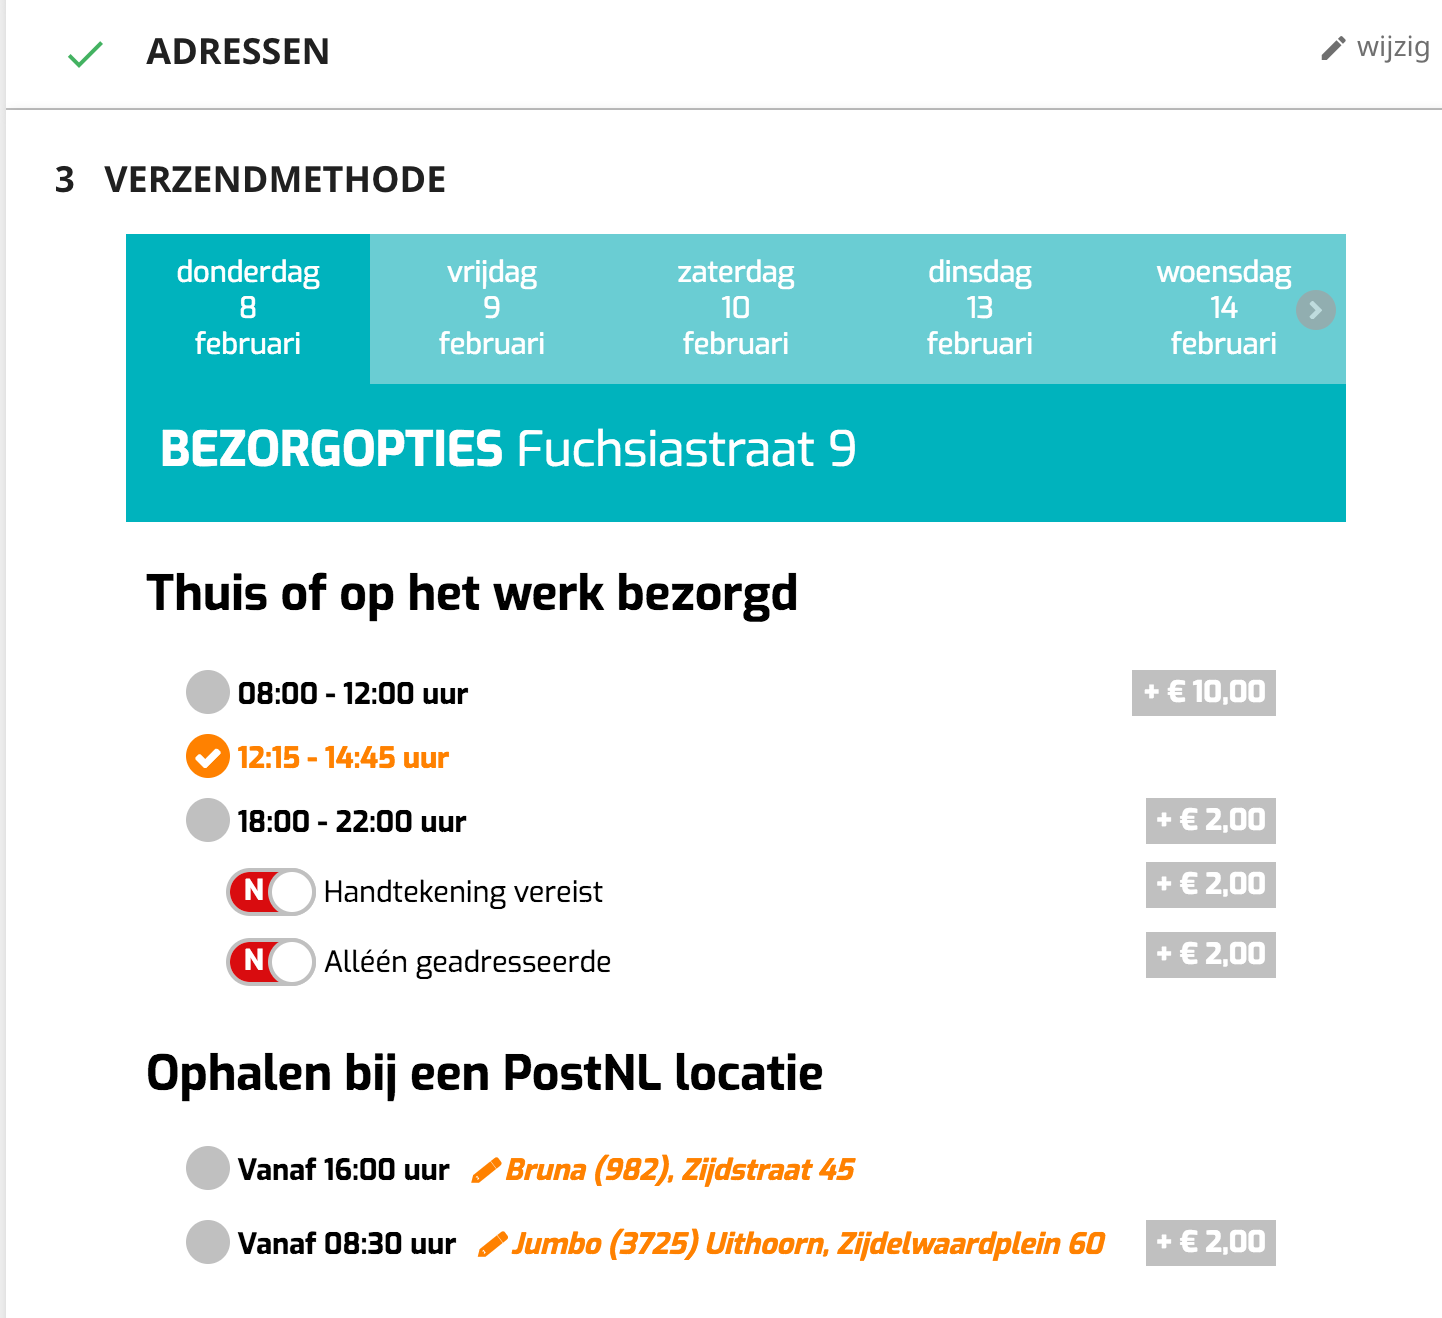 ADRESSEN
wijzig
3 VERZENDMETHODE
donderdag
8
februari
vrijdag
9
februari
zaterdag
10
februari
dinsdag
13
februari
woensdag
14
februari
BEZORGOPTIES Fuchsiastraat 9
Thuis of op het werk bezorgd
08:00 - 12:00 uur + € 10,00
12:15 - 14:45 uur
18:00 - 22:00 uur + € 2,00
N Handtekening vereist + € 2,00
N Alléén geadresseerde + € 2,00
Ophalen bij een PostNL locatie
Vanaf 16:00 uur Bruna (982), Zijdstraat 45
Vanaf 08:30 uur Jumbo (3725) Uithoorn, Zijdelwaardplein 60 + € 2,00